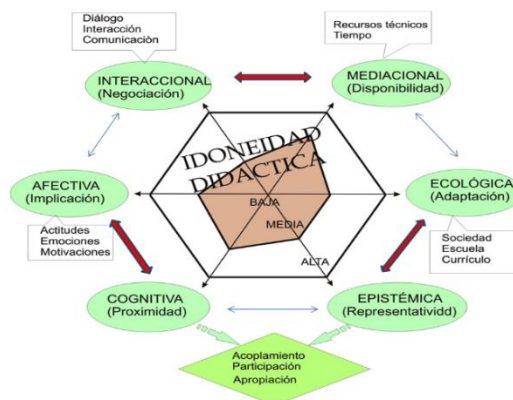 Diálogo
Interacción
Comunicaciòn
Recursos técnicos
Tiempo
INTERACCIONAL
(Negociación)
MEDIACIONAL
(Disponibilidad)
IDONEIDAD
DIDÁCTICA
AFECTIVA
(Implicación)
BAJA
MEDIA
ALTA
ECOLÓGICA
(Adaptación)
Actitudes
Emociones
Motivaciones
Sociedad
Escuela
Currículo
COGNITIVA
(Proximidad)
EPISTÉMICA
(Representatividd)
Acoplamiento
Participación
Apropiación